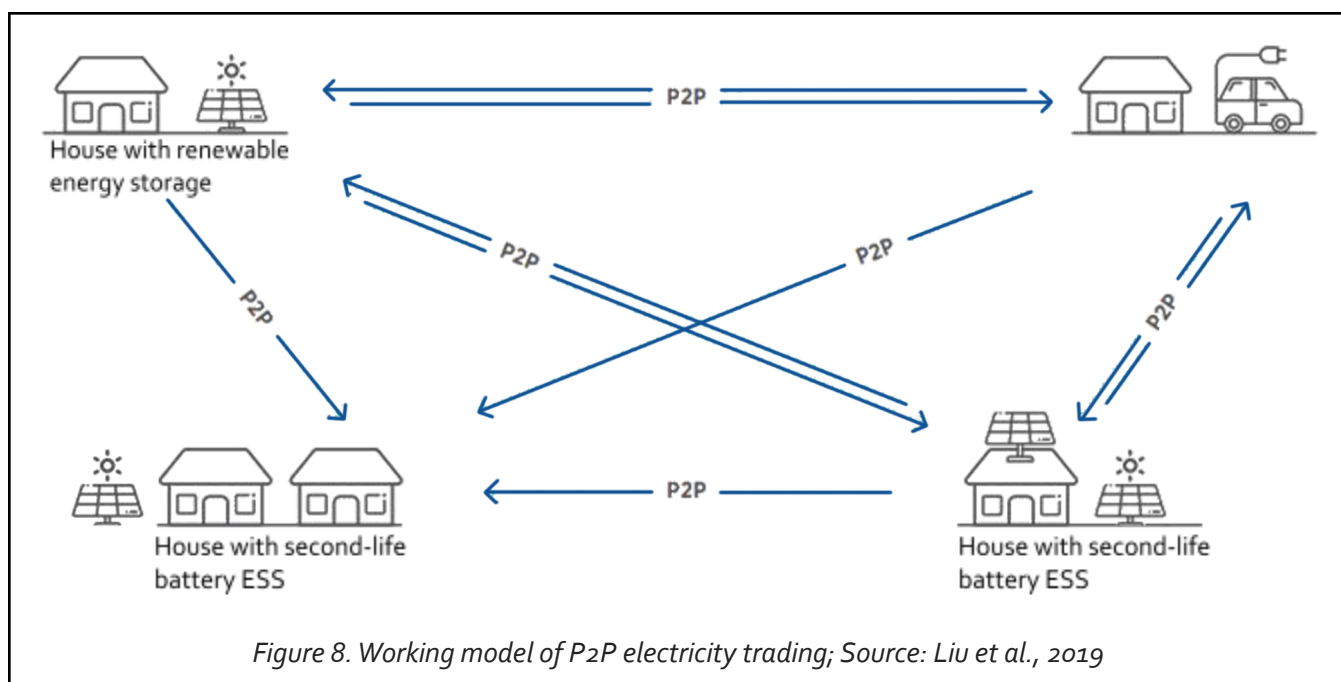 P2P
House with renewable
energy storage
P2P
P2P
P2P
P2P
P2P
House with second-life
battery ESS
House with second-life
battery ESS
Figure 8. Working model of P2P electricity trading; Source: Liu et al., 2019